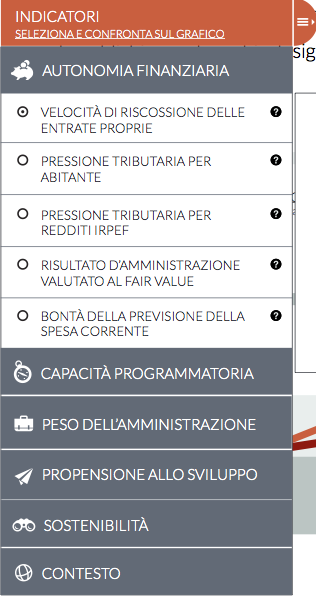 INDICATORI
SELEZIONA E CONFRONTA SUL GRAFICO
sig
AUTONOMIA FINANZIARIA
VELOCITÀ DI RISCOSSIONE DELLE
ENTRATE PROPRIE
PRESSIONE TRIBUTARIA PER
ABITANTE
PRESSIONE TRIBUTARIA PER
REDDITI IRPEF
RISULTATO D'AMMINISTRAZIONE
VALUTATO AL FAIR VALUE
BONTÀ DELLA PREVISIONE DELLA
SPESA CORRENTE
CAPACITÀ PROGRAMMATORIA
PESO DELL'AMMINISTRAZIONE
PROPENSIONE ALLO SVILUPPO
SOSTENIBILITÀ
CONTESTO